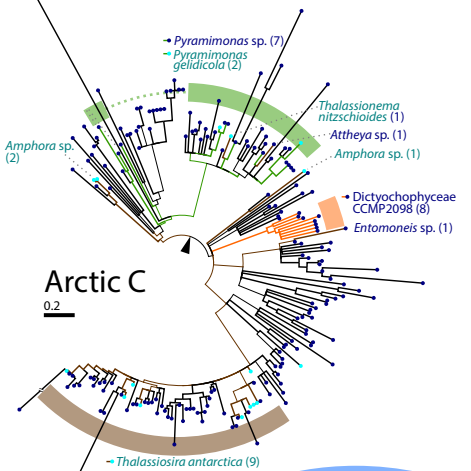 Pyramimonas sp. (7)
Pyramimonas
gelidicola (2)
Thalassionema
nitzschioides (1)
Attheya sp. (1)
Amphora sp. (1)
Amphora sp.
(2)
Dictyochophyceae
CCMP2098 (8)
Entomoneis sp. (1)
Arctic C
0.2
Thalassiosira antarctica (9)